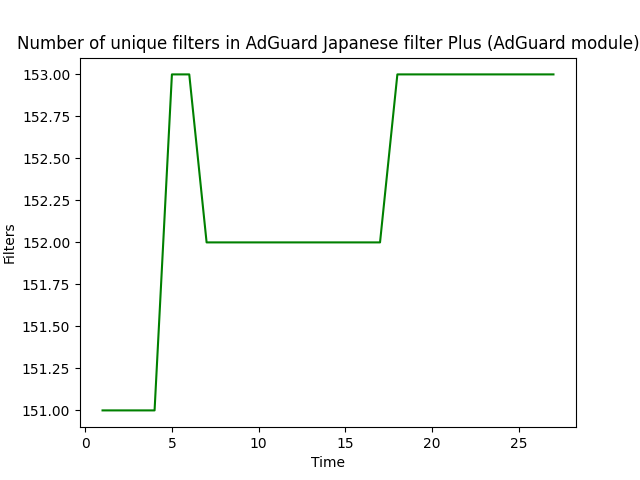 Number of unique filters in AdGuard Japanese filter Plus (AdGuard module)
153.00
152.75
152.50
152.25
152.00
151.75
151.50
151.25
151.00
Filters
0 5 10 15 20 25
Time